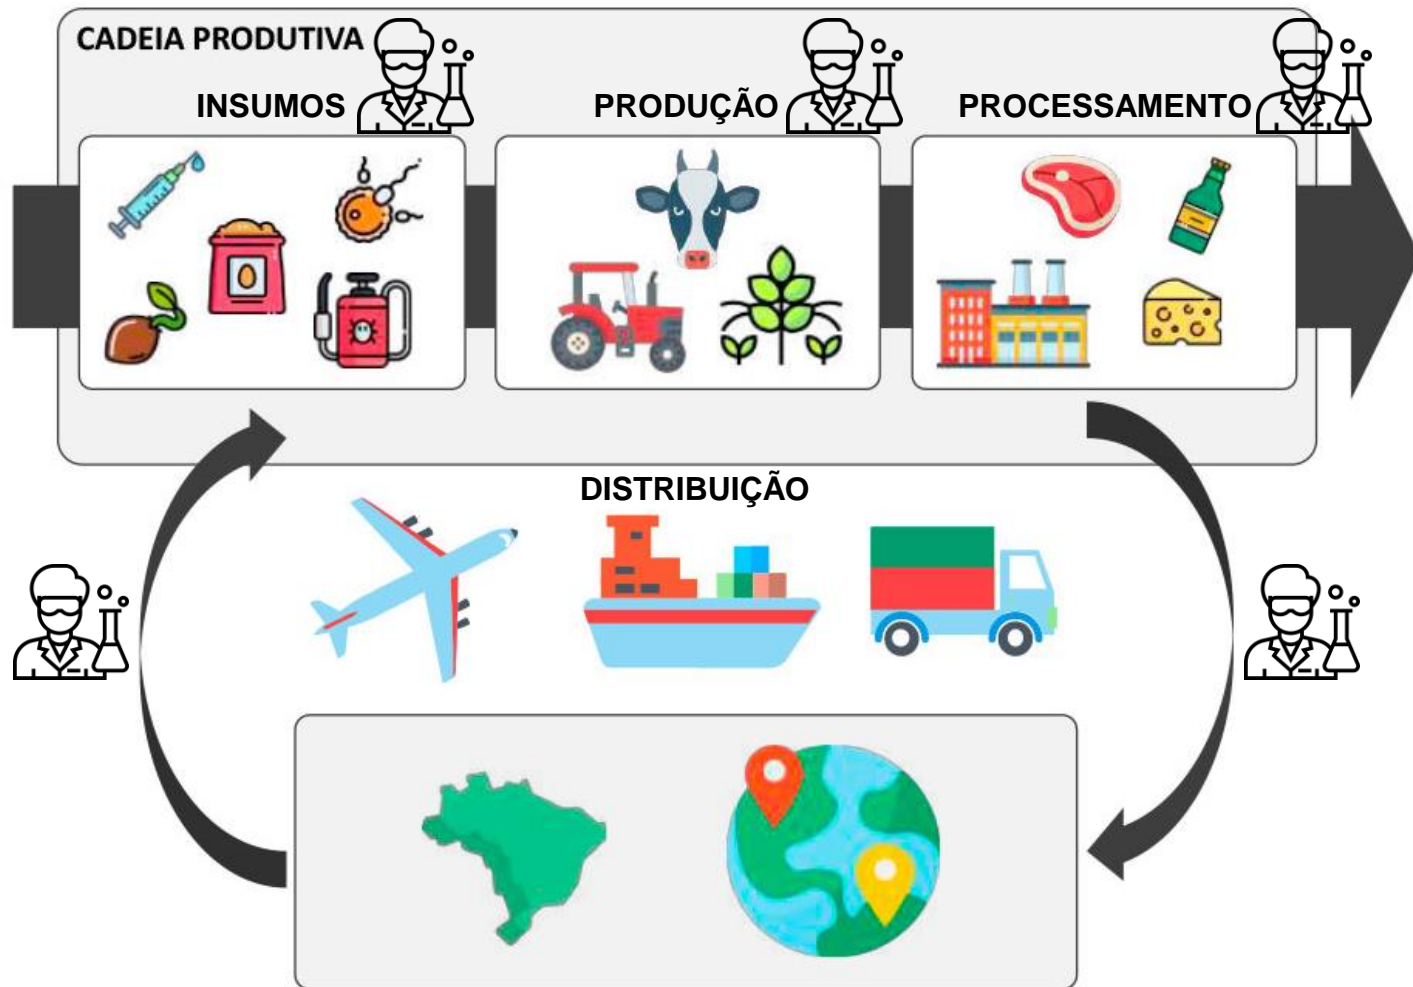 CADEIA PRODUTIVA
INSUMOS
PRODUÇÃO
PROCESSAMENTO
DISTRIBUIÇÃO